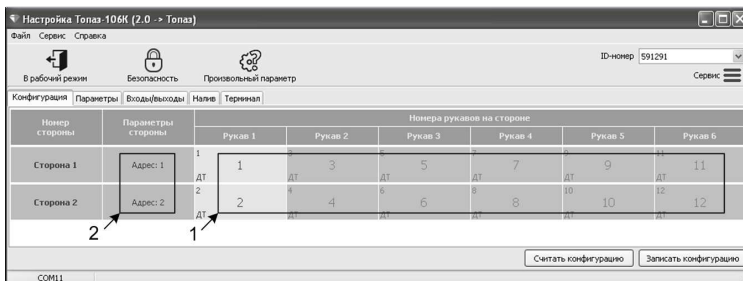 Настройка Топаз-106К (2.0 -> Топаз)
Файл Сервис Справка
В рабочий режим Безопасность Произвольный параметр ID-номер 591291
Сервис
Конфигурация Параметры Входы/выходы Налив Терминал
Номер стороны Параметры стороны Номера рукавов на стороне
Рукав 1 Рукав 2 Рукав 3 Рукав 4 Рукав 5 Рукав 6
1 3 5 7 9 11
Сторона 1 Адрес: 1 1 3 5 7 9 11
ДТ ДТ ДТ ДТ ДТ ДТ
2 4 6 8 10 12
Сторона 2 Адрес: 2 2 4 6 8 10 12
ДТ ДТ ДТ ДТ ДТ ДТ
2 1
Считать конфигурацию Записать конфигурацию
COM11